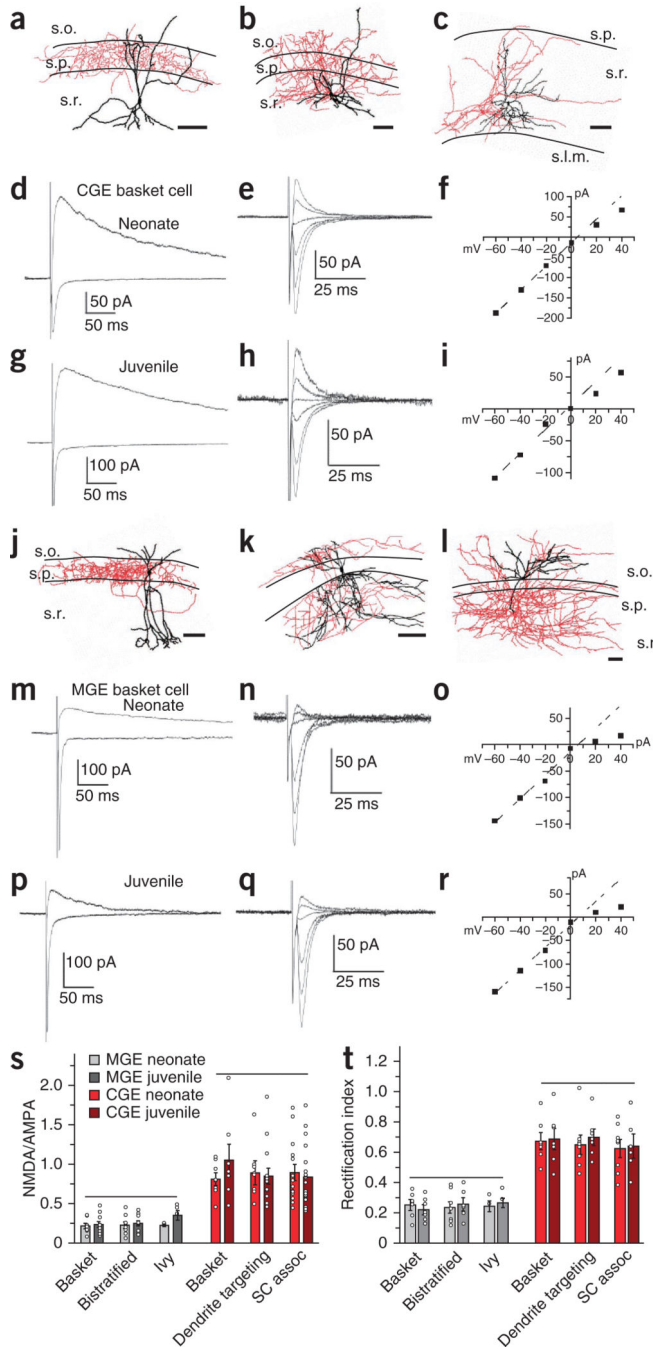 a
s.o.
s.p.
s.r.
b
s.o.
s.p.
s.r.
c
s.p.
s.r.
s.l.m.
d
CGE basket cell
Neonate
50 pA
50 ms
e
50 pA
25 ms
f
pA
100
50
mV −60 −40 −20 0 20 40
−50
−100
−150
−200
g
Juvenile
100 pA
50 ms
h
50 pA
25 ms
i
pA
50
mV −60 −40 −20 0 20 40
−50
−100
j
s.o.
s.p.
s.r.
k
l
s.o.
s.p.
s.r
m
MGE basket cell
Neonate
100 pA
50 ms
n
50 pA
25 ms
o
50
pA
mV −60 −40 −20 0 20 40
−50
−100
−150
p
Juvenile
100 pA
50 ms
q
50 pA
25 ms
r
pA
50
mV −60 −40 −20 0 20 40
−50
−100
−150
s
NMDA/AMPA
MGE neonate
MGE juvenile
CGE neonate
CGE juvenile
2.0
1.5
1.0
0.5
0
Basket
Bistratified
Ivy
Basket
Dendrite targeting
SC assoc
t
Rectification index
1.2
1.0
0.8
0.6
0.4
0.2
0
Basket
Bistratified
Ivy
Basket
Dendrite targeting
SC assoc